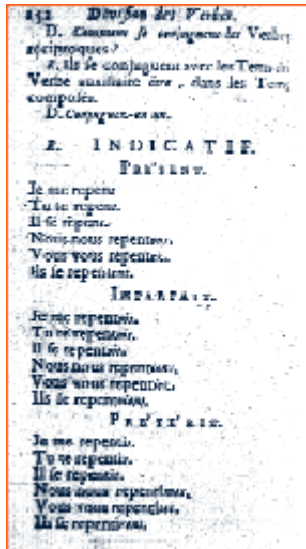 232 Division des Verbes.
D. Comment se conjuguent les Verbes
réciproques?
R. Ils se conjuguent avec les Tems du
Verbe auxiliaire être, dans les Tems
composés.
D. Conjuguez-en un.
R. INDICATIF.
PRÉSENT.
Je me repens
Tu te repens.
Il se repent.
Nous nous repentons.
Vous vous repentez.
Ils se repentent.
IMPARFAIT.
Je me repentois.
Tu te repentois.
Il se repentoit.
Nous nous repentions.
Vous vous repentiez.
Ils se repentoient.
PRÉTÉRIT.
Je me repentis.
Tu te repentis.
Il se repentit.
Nous nous repentîmes.
Vous vous repentîtes.
Ils se repentirent.